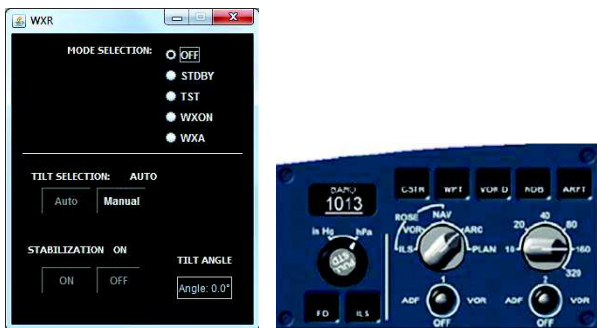 WXR
MODE SELECTION:
OFF
STDBY
TST
WXON
WXA
TILT SELECTION: AUTO
Auto Manual
STABILIZATION ON
ON OFF
TILT ANGLE
Angle: 0.0°
BARO
1013
in Hg hPa
PULL STD
FD ILS
CSTR WPT VOR D NDB ARPT
ROSE NAV
VOR ARC
ILS PLAN
40
20 80
10 160
320
1 2
ADF VOR ADF VOR
OFF OFF